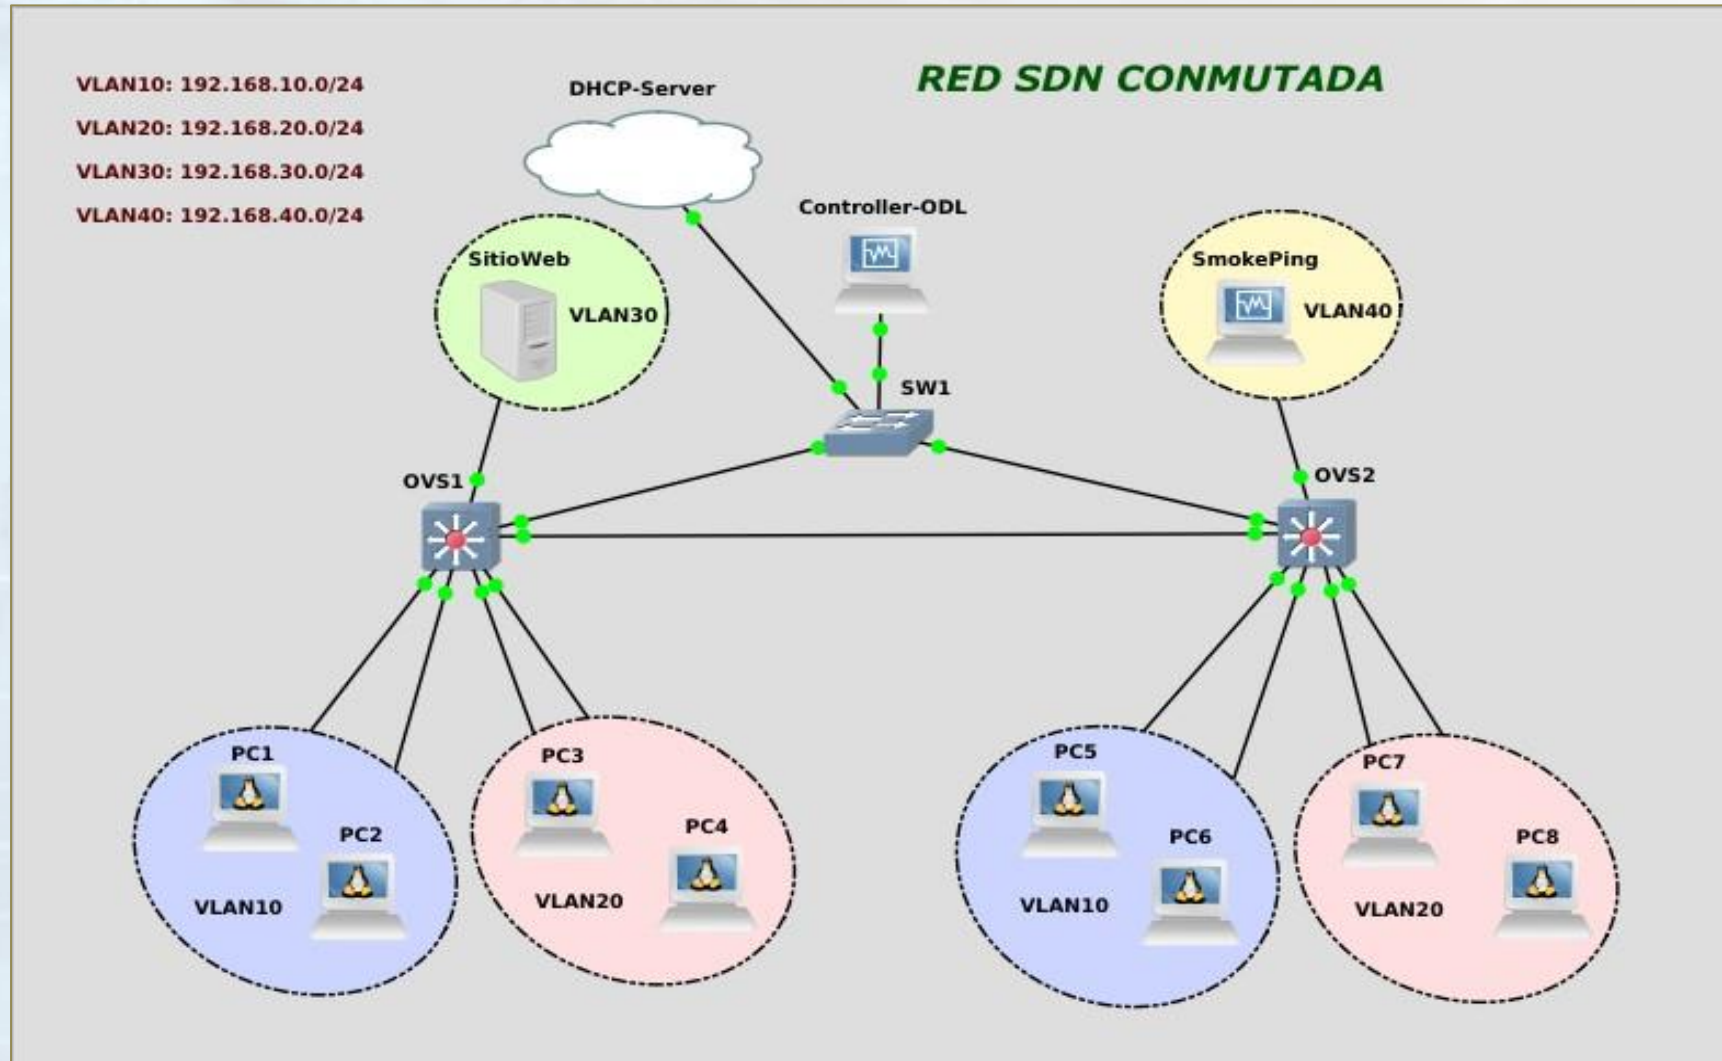 RED SDN CONMUTADA
VLAN10: 192.168.10.0/24
VLAN20: 192.168.20.0/24
VLAN30: 192.168.30.0/24
VLAN40: 192.168.40.0/24
DHCP-Server
Controller-ODL
SitioWeb
VLAN30
SmokePing
VLAN40
SW1
OVS1
OVS2
PC1
PC2
VLAN10
PC3
PC4
VLAN20
PC5
PC6
VLAN10
PC7
PC8
VLAN20